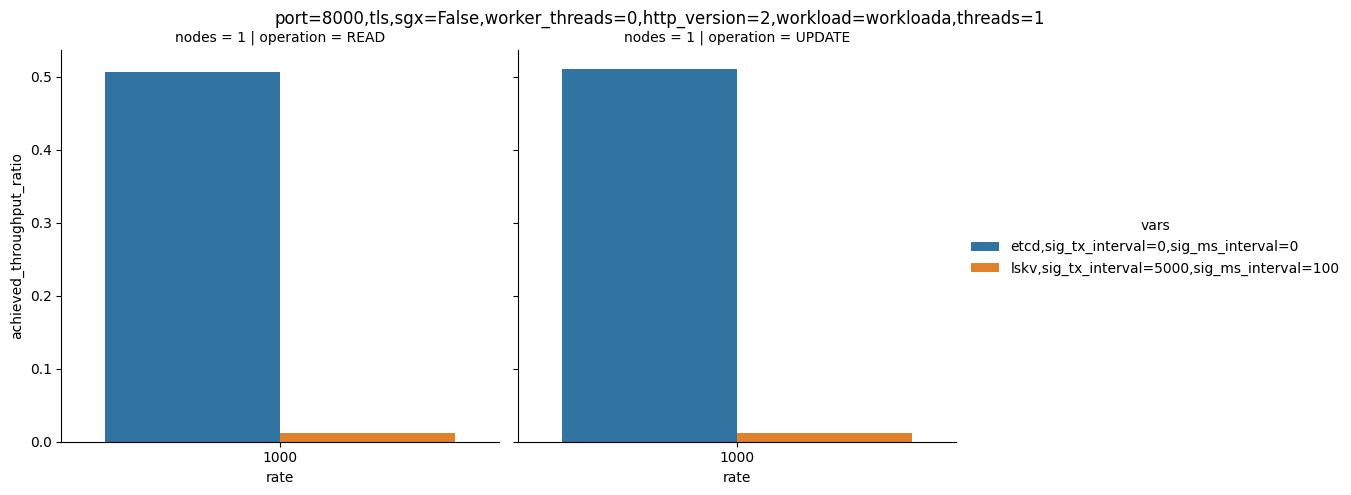 port=8000,tls,sgx=False,worker_threads=0,http_version=2,workload=workloada,threads=1
nodes = 1 | operation = READ
nodes = 1 | operation = UPDATE
achieved_throughput_ratio
0.5
0.4
0.3
0.2
0.1
0.0
1000
1000
rate
rate
vars
etcd,sig_tx_interval=0,sig_ms_interval=0
lskv,sig_tx_interval=5000,sig_ms_interval=100